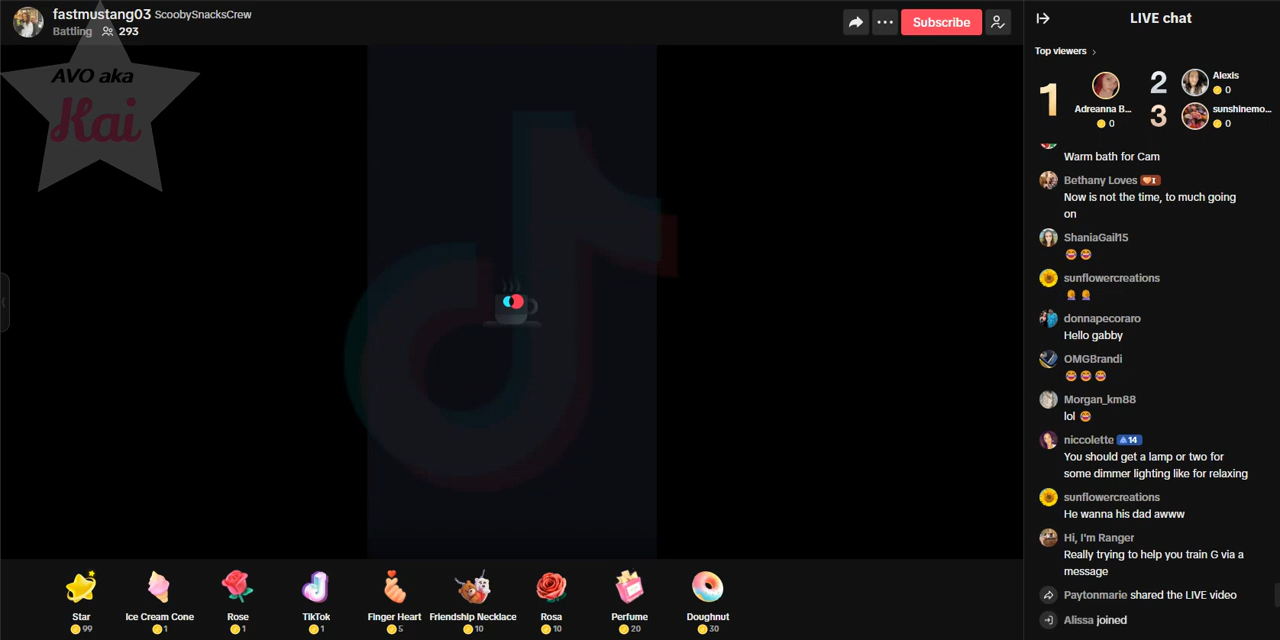 fastmustang03 ScoobySnacksCrew
Battling 293
Subscribe
AVO aka
Kai
LIVE chat
Top viewers
1
Adreanna B...
0
2
Alexis
0
3
sunshinemo...
0
Warm bath for Cam
Bethany Loves I
Now is not the time, to much going
on
ShaniaGail15
😂 😂
sunflowercreations
🤦‍♀️ 🤦‍♀️
donnapecoraro
Hello gabby
OMGBrandi
😂 😂 😂
Morgan_km88
lol 😂
niccolette 14
You should get a lamp or two for
some dimmer lighting like for relaxing
sunflowercreations
He wanna his dad awww
Hi, I'm Ranger
Really trying to help you train G via a
message
Paytonmarie shared the LIVE video
Alissa joined
Star
99
Ice Cream Cone
1
Rose
1
TikTok
1
Finger Heart
5
Friendship Necklace
10
Rosa
10
Perfume
20
Doughnut
30